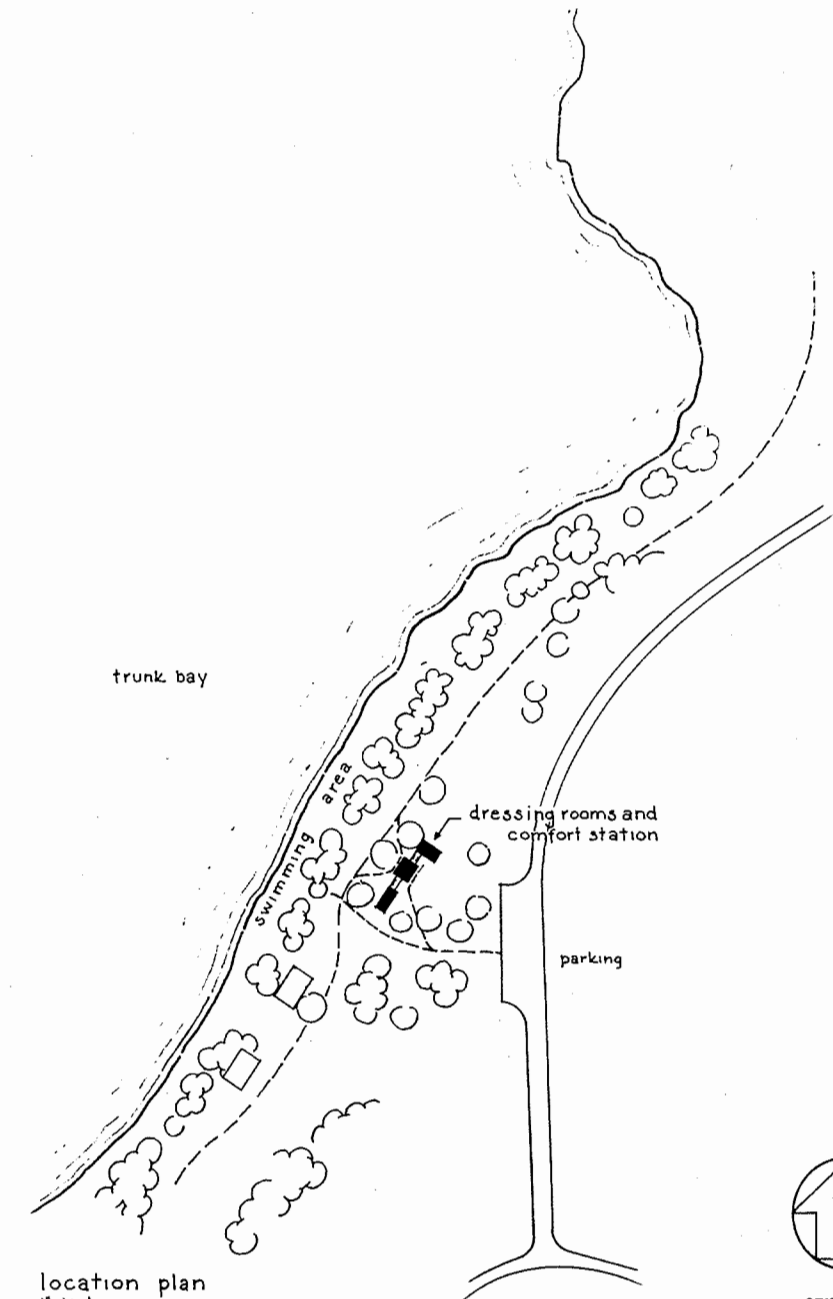 trunk bay
swimming area
dressing rooms and
comfort station
parking
location plan